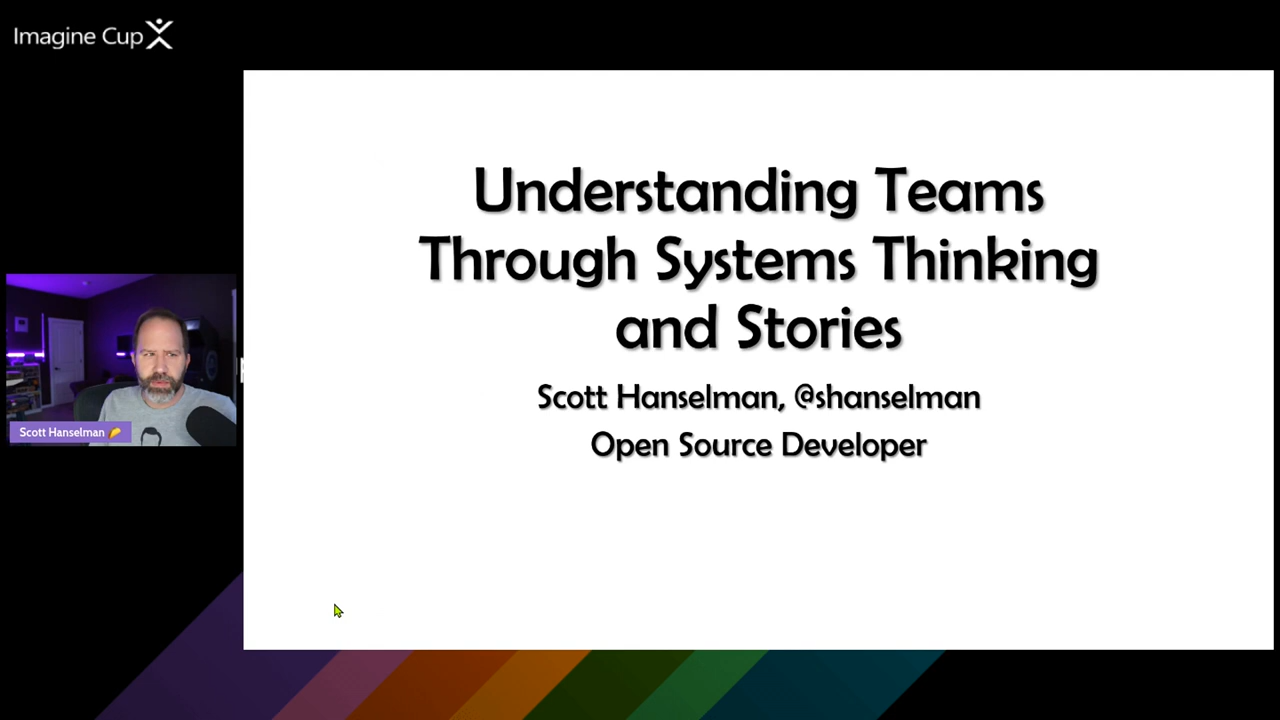 Imagine Cup
Understanding Teams
Through Systems Thinking
and Stories
Scott Hanselman, @shanselman
Open Source Developer
Scott Hanselman